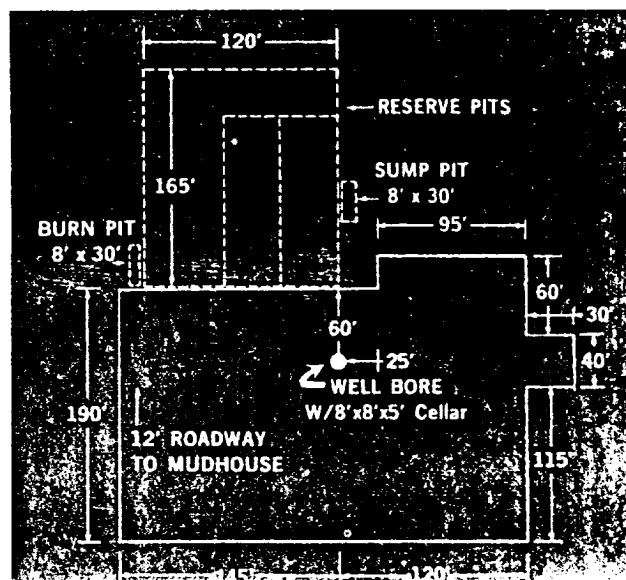 120'
RESERVE PITS
SUMP PIT
8' x 30'
165'
95'
BURN PIT
8' x 30'
60'
30'
60'
40'
25'
WELL BORE
W/8'x8'x5' Cellar
190'
12' ROADWAY
TO MUDHOUSE
115'
145'
120'